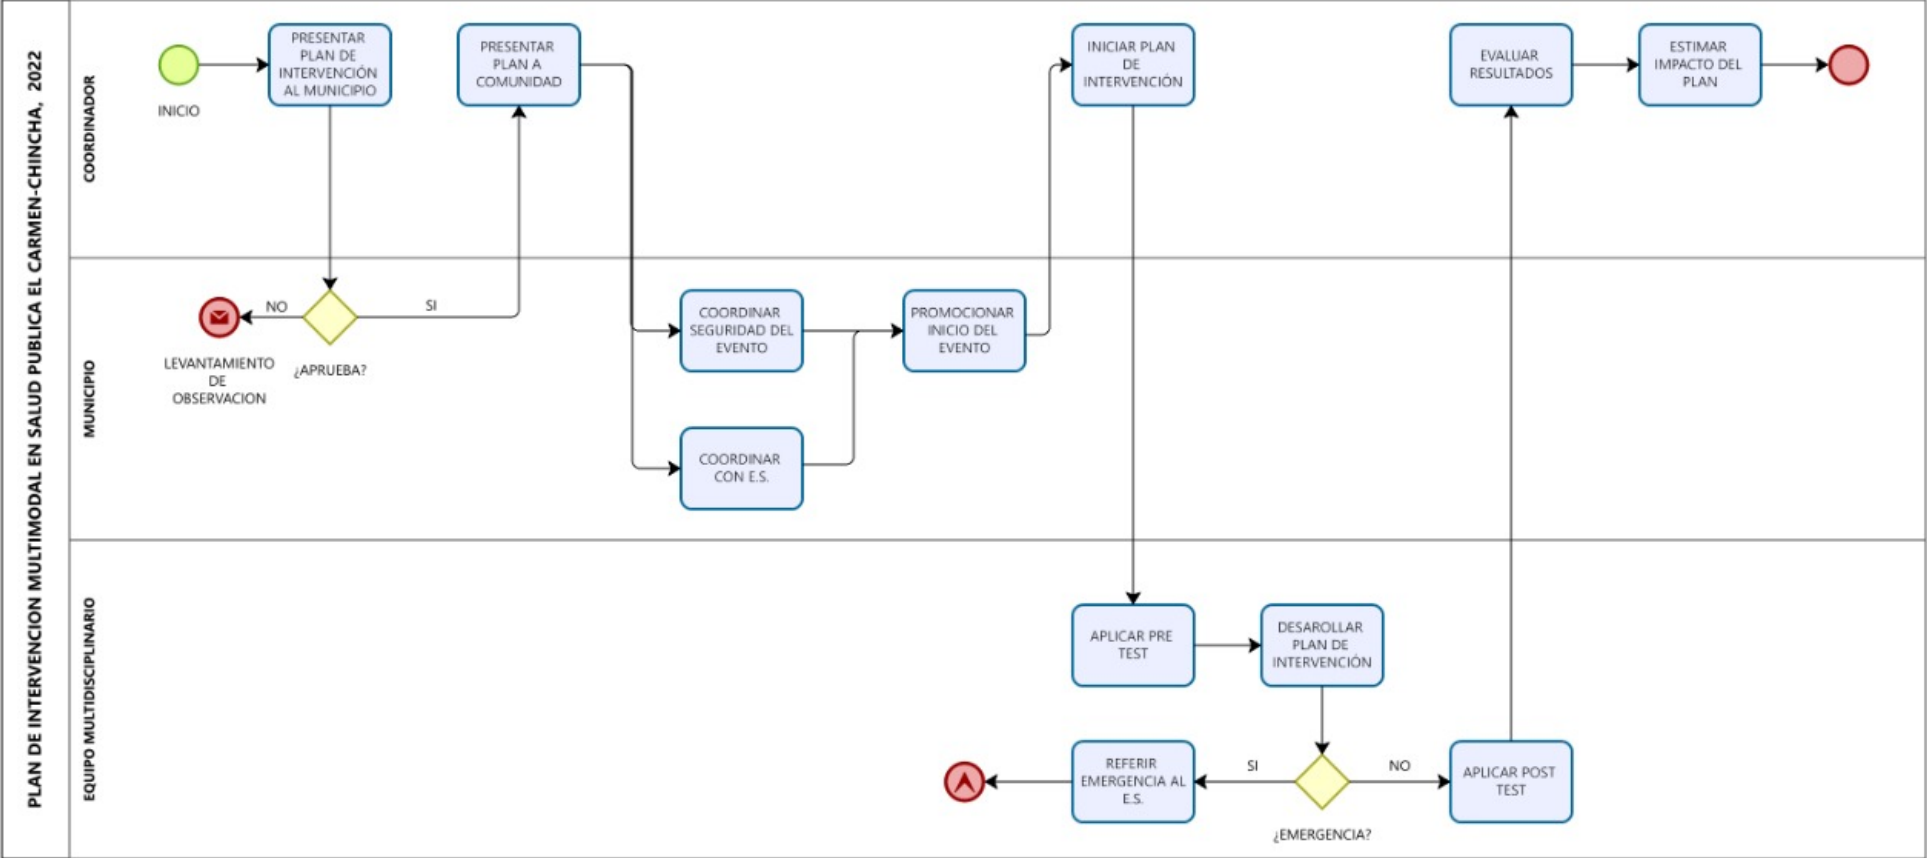 PLAN DE INTERVENCION MULTIMODAL EN SALUD PUBLICA EL CARMEN-CHINCHA, 2022
COORDINADOR
INICIO
PRESENTAR
PLAN DE
INTERVENCIÓN
AL MUNICIPIO
PRESENTAR
PLAN A
COMUNIDAD
INICIAR PLAN
DE
INTERVENCIÓN
EVALUAR
RESULTADOS
ESTIMAR
IMPACTO DEL
PLAN
MUNICIPIO
NO
SI
LEVANTAMIENTO
DE
OBSERVACION
¿APRUEBA?
COORDINAR
SEGURIDAD DEL
EVENTO
PROMOCIONAR
INICIO DEL
EVENTO
COORDINAR
CON E.S.
EQUIPO MULTIDISCIPLINARIO
APLICAR PRE
TEST
DESAROLLAR
PLAN DE
INTERVENCIÓN
REFERIR
EMERGENCIA AL
E.S.
SI
NO
¿EMERGENCIA?
APLICAR POST
TEST